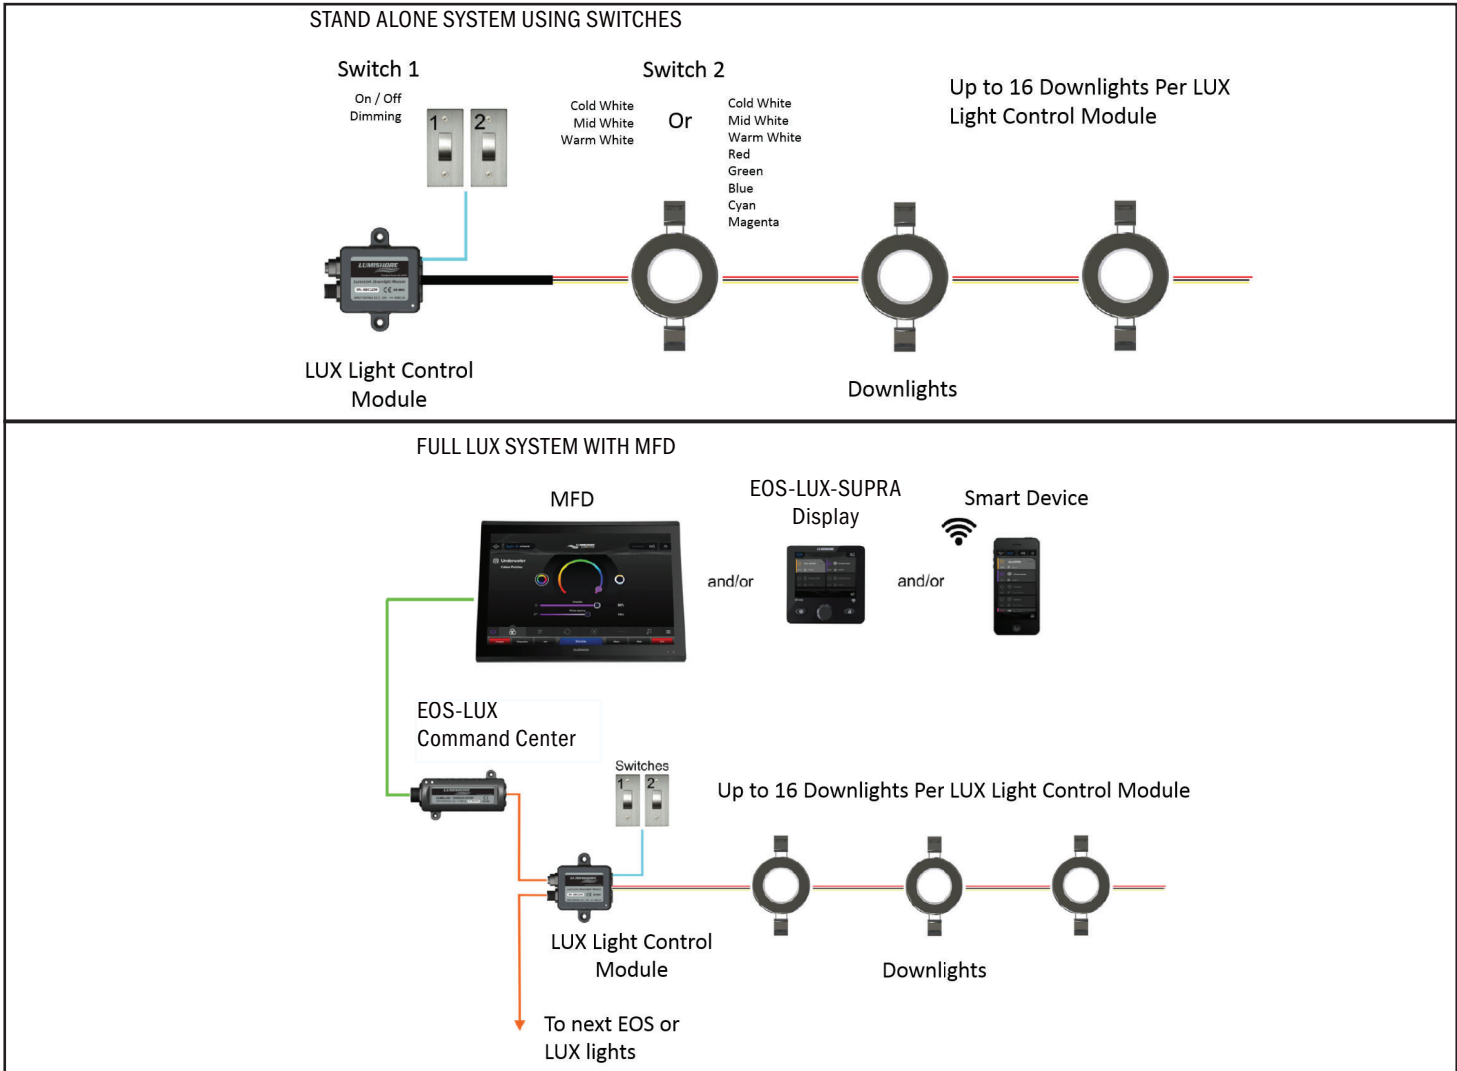 STAND ALONE SYSTEM USING SWITCHES
Switch 1
On / Off
Dimming
1 2
Switch 2
Cold White
Mid White
Warm White
Or
Cold White
Mid White
Warm White
Red
Green
Blue
Cyan
Magenta
Up to 16 Downlights Per LUX
Light Control Module
LUMISHORE
LUX Light Control
Module
Downlights
FULL LUX SYSTEM WITH MFD
MFD
Underwater
and/or
EOS-LUX-SUPRA
Display
and/or
Smart Device
EOS-LUX
Command Center
LUMISHORE
Switches
1 2
Up to 16 Downlights Per LUX Light Control Module
LUMISHORE
LUX Light Control
Module
Downlights
To next EOS or
LUX lights